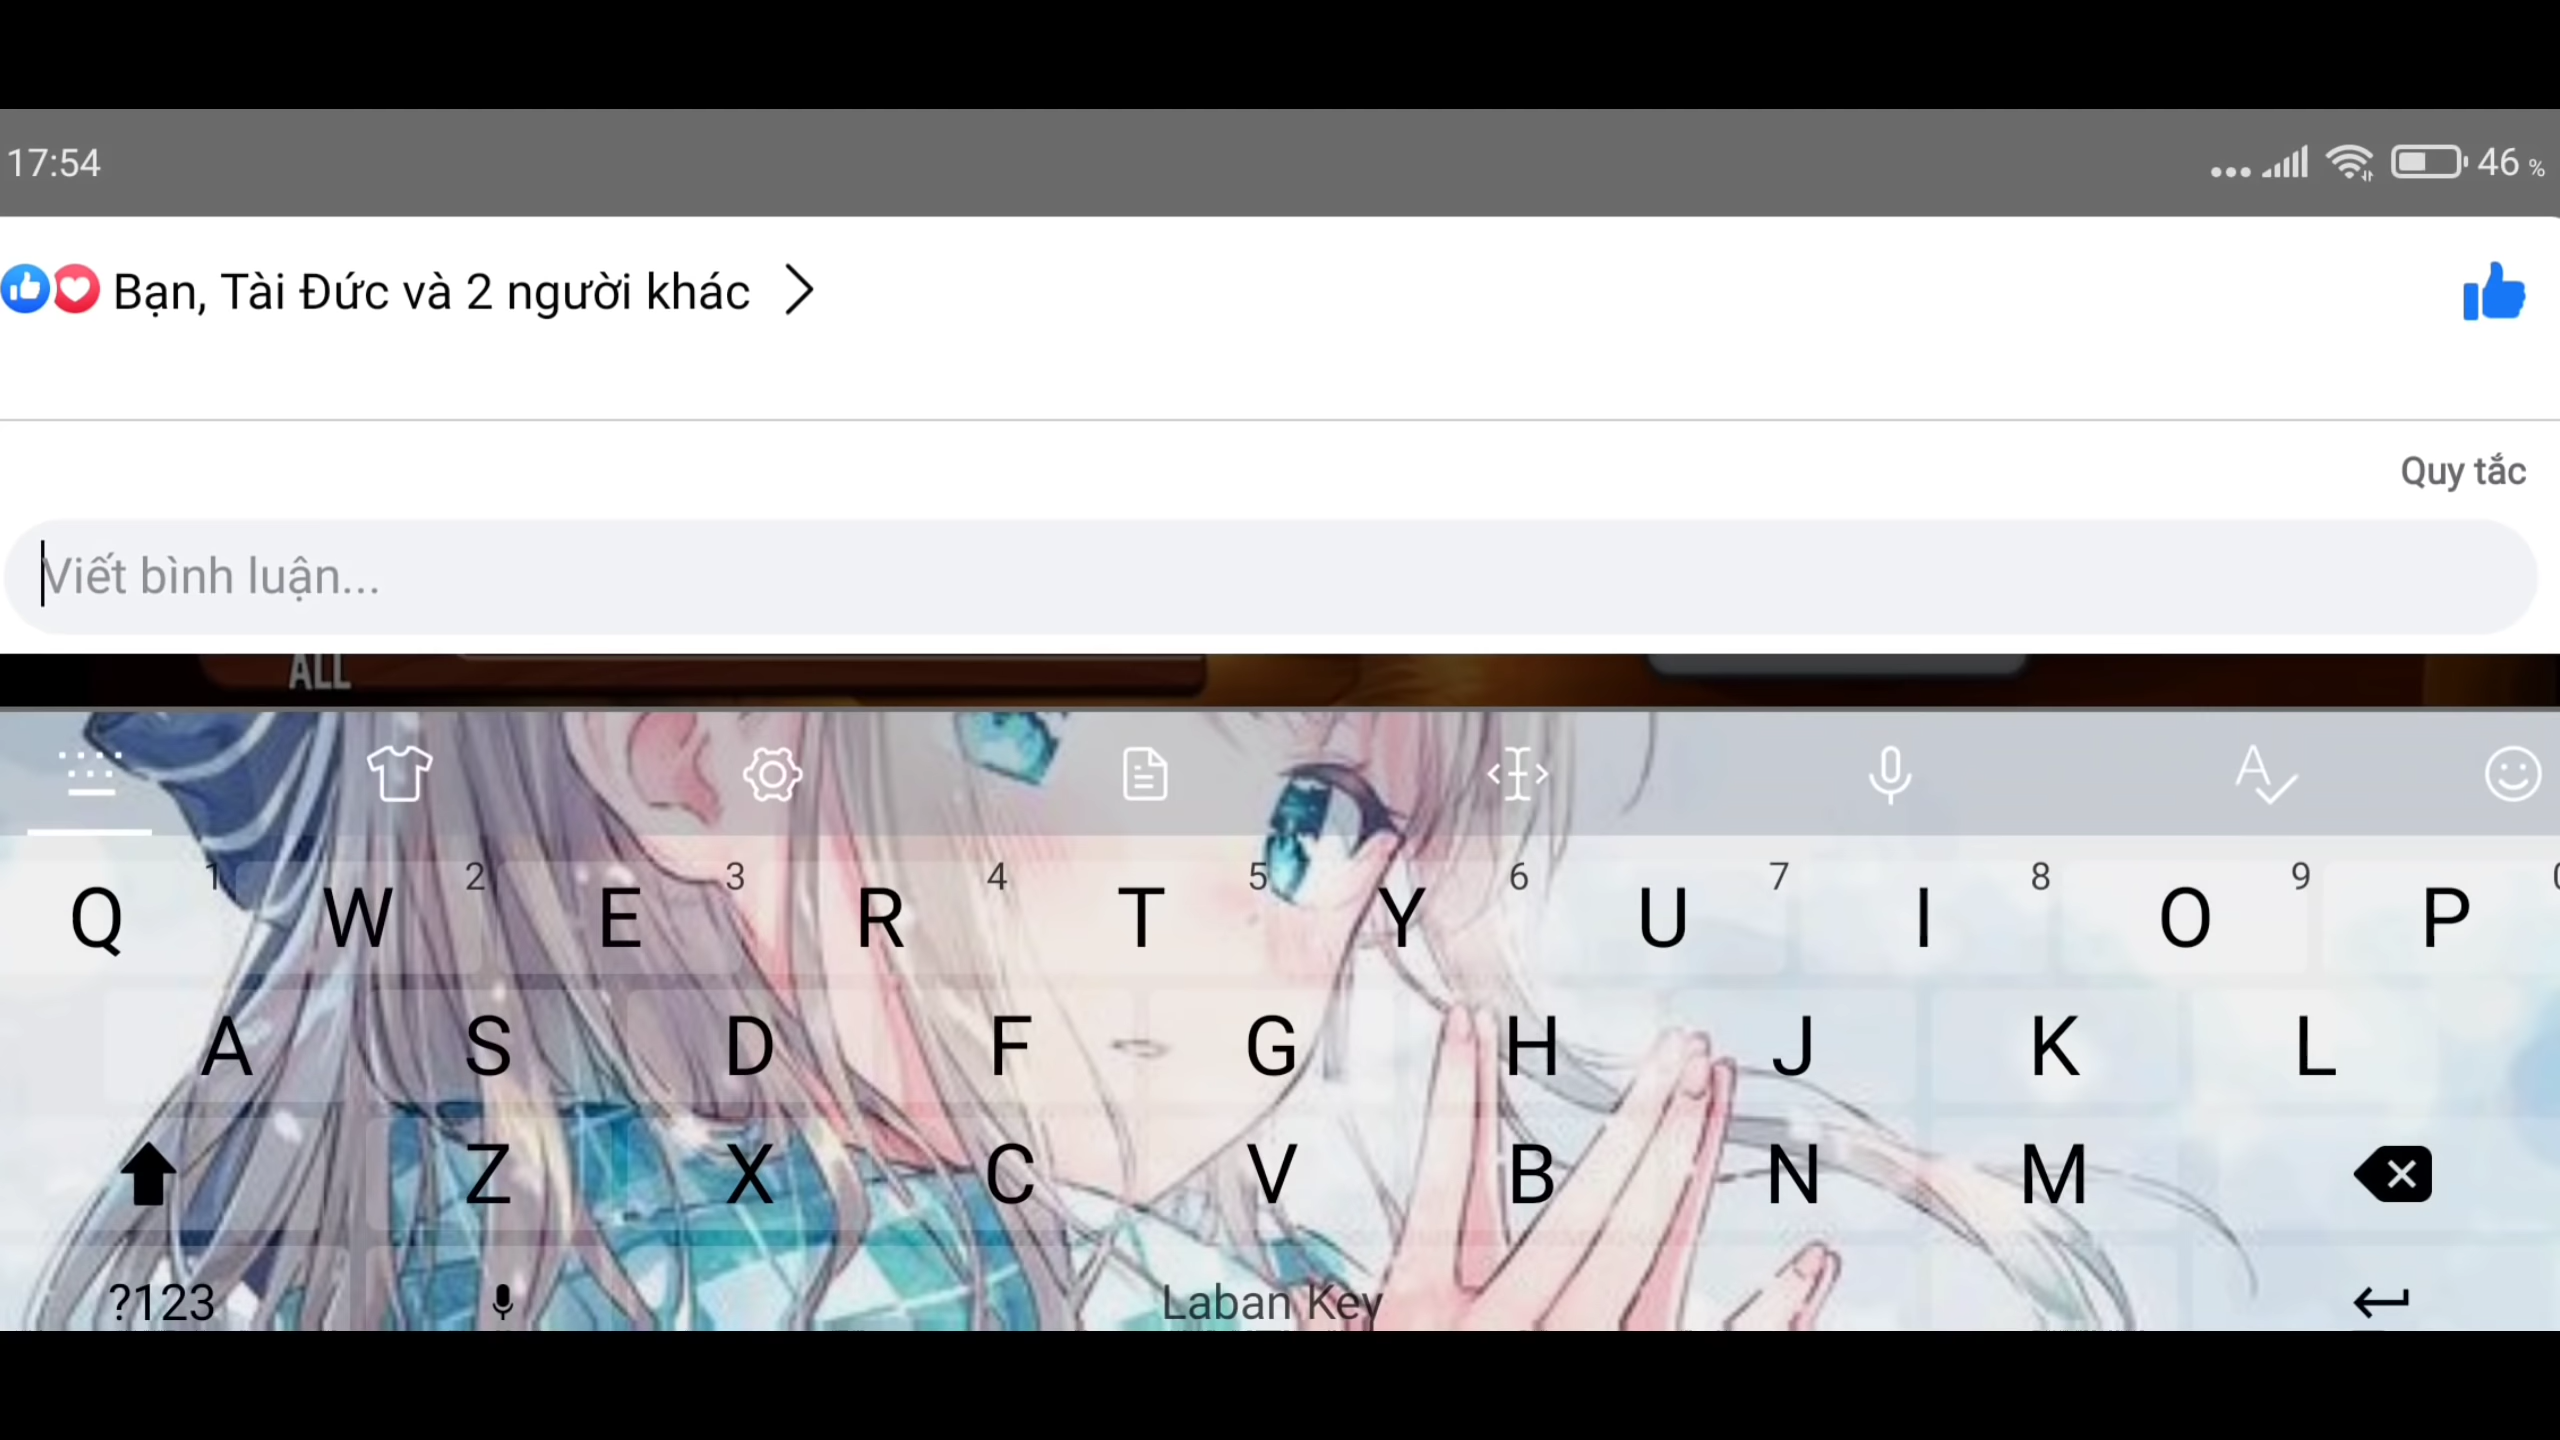 17:54
46 %
Bạn, Tài Đức và 2 người khác
Quy tắc
Viết bình luận...
ALL
1 2 3 4 5 6 7 8 9
Q W E R T Y U I O P
A S D F G H J K L
Z X C V B N M
?123 Laban Key